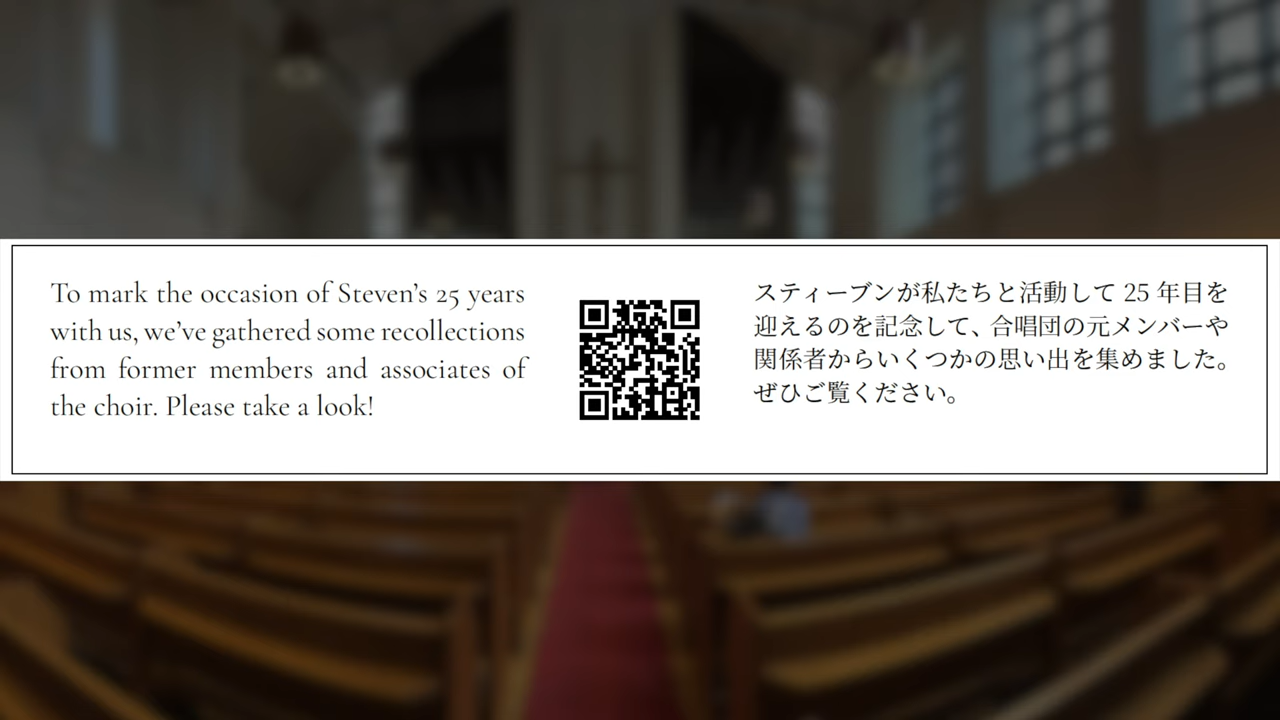 To mark the occasion of Steven's 25 years
with us, we've gathered some recollections
from former members and associates of
the choir. Please take a look!
スティーブンが私たちと活動して 25 年目を
迎えるのを記念して、合唱団の元メンバーや
関係者からいくつかの思い出を集めました。
ぜひご覧ください。